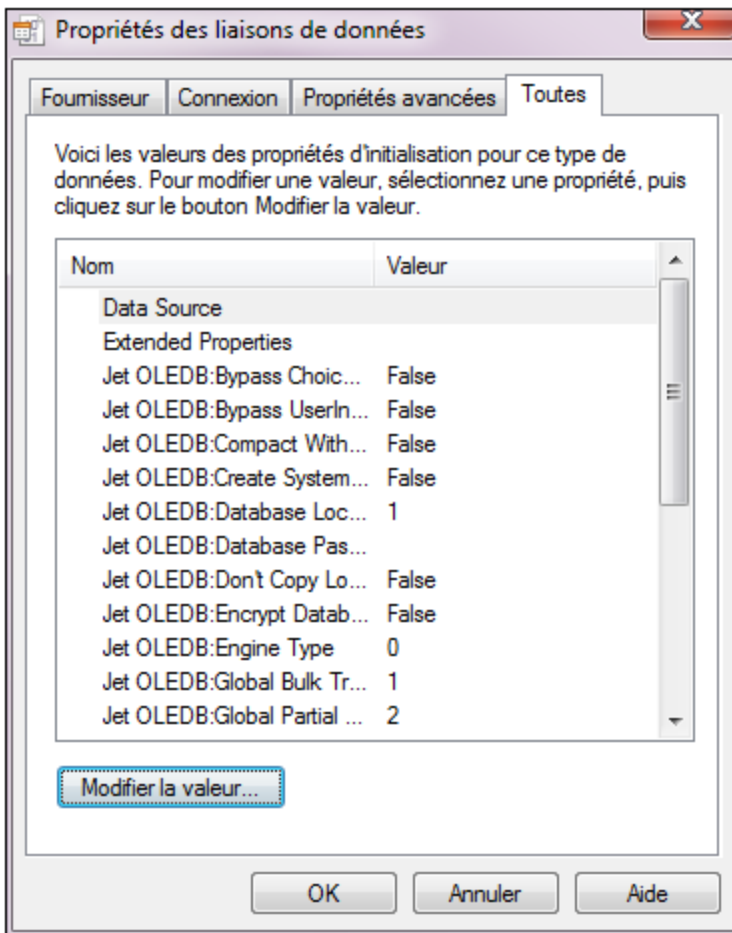 Propriétés des liaisons de données
Fournisseur Connexion Propriétés avancées Toutes
Voici les valeurs des propriétés d'initialisation pour ce type de
données. Pour modifier une valeur, sélectionnez une propriété, puis
cliquez sur le bouton Modifier la valeur.
Nom Valeur
Data Source
Extended Properties
Jet OLEDB:Bypass Choic... False
Jet OLEDB:Bypass UserIn... False
Jet OLEDB:Compact With... False
Jet OLEDB:Create System... False
Jet OLEDB:Database Loc... 1
Jet OLEDB:Database Pas...
Jet OLEDB:Don't Copy Lo... False
Jet OLEDB:Encrypt Datab... False
Jet OLEDB:Engine Type 0
Jet OLEDB:Global Bulk Tr... 1
Jet OLEDB:Global Partial ... 2
Modifier la valeur...
OK Annuler Aide